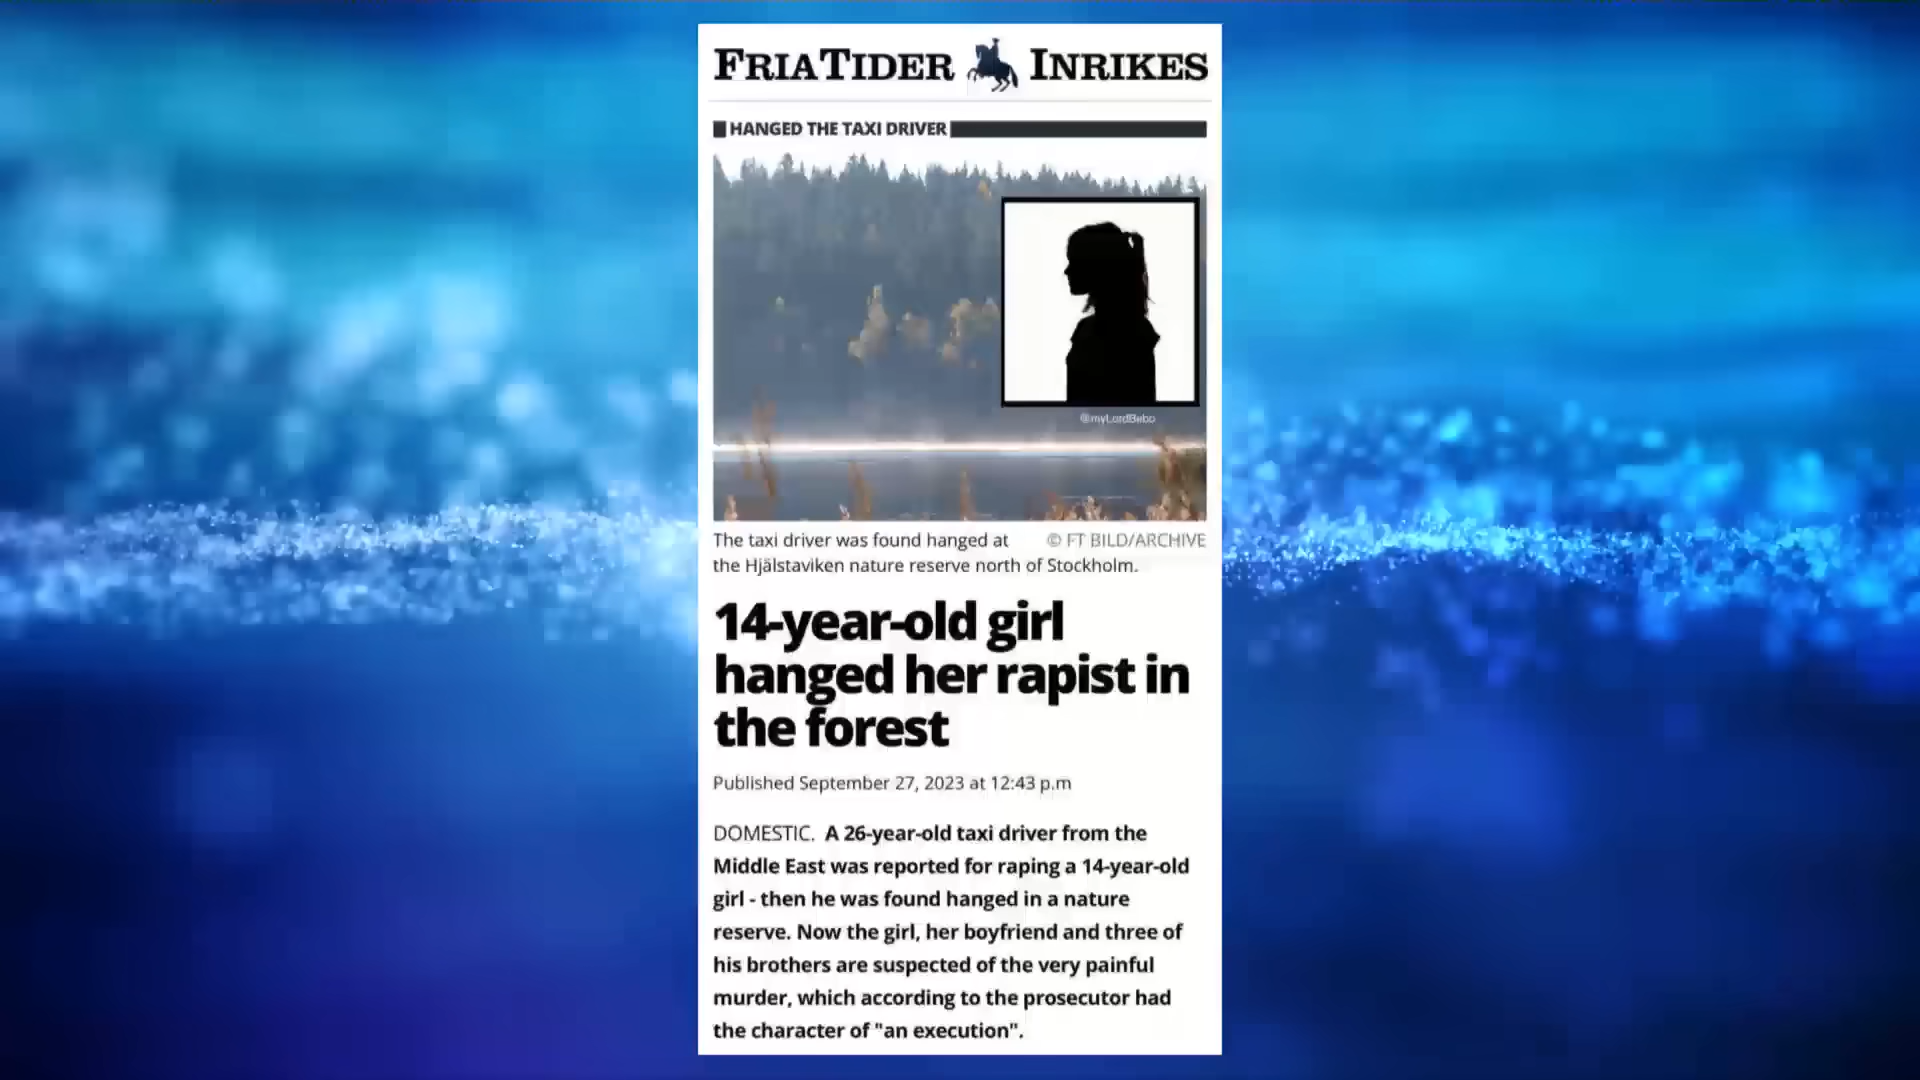 FRIA TIDER INRIKES
HANGED THE TAXI DRIVER
@myLordBebo
The taxi driver was found hanged at © FT BILD/ARCHIVE
the Hjälstaviken nature reserve north of Stockholm.
14-year-old girl
hanged her rapist in
the forest
Published September 27, 2023 at 12:43 p.m
DOMESTIC. A 26-year-old taxi driver from the
Middle East was reported for raping a 14-year-old
girl - then he was found hanged in a nature
reserve. Now the girl, her boyfriend and three of
his brothers are suspected of the very painful
murder, which according to the prosecutor had
the character of "an execution".